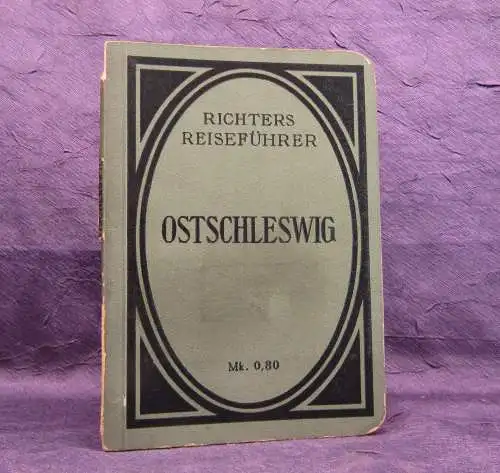 RICHTERS
REISEFÜHRER
OSTSCHLESWIG
Mk. 0,80